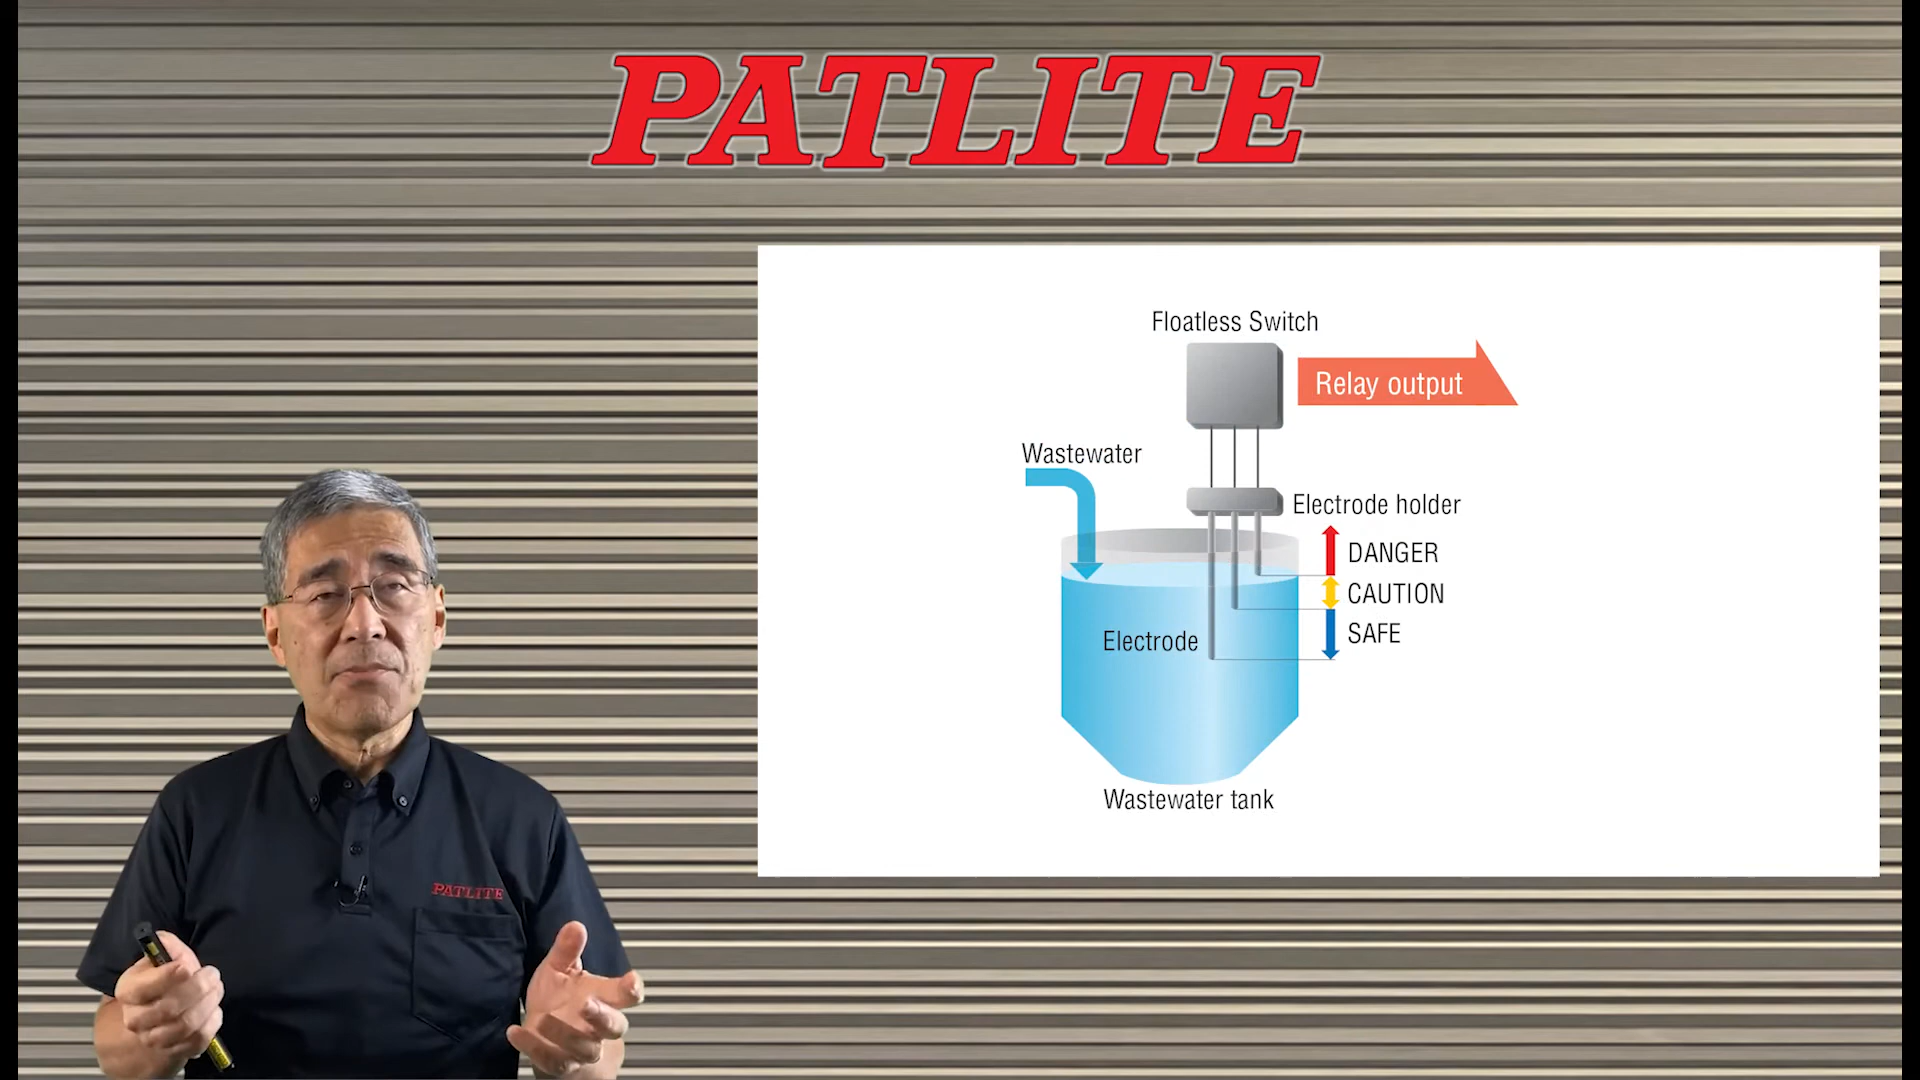 PATLITE
Floatless Switch
Relay output
Wastewater
Electrode holder
DANGER
CAUTION
SAFE
Electrode
Wastewater tank
PATLITE